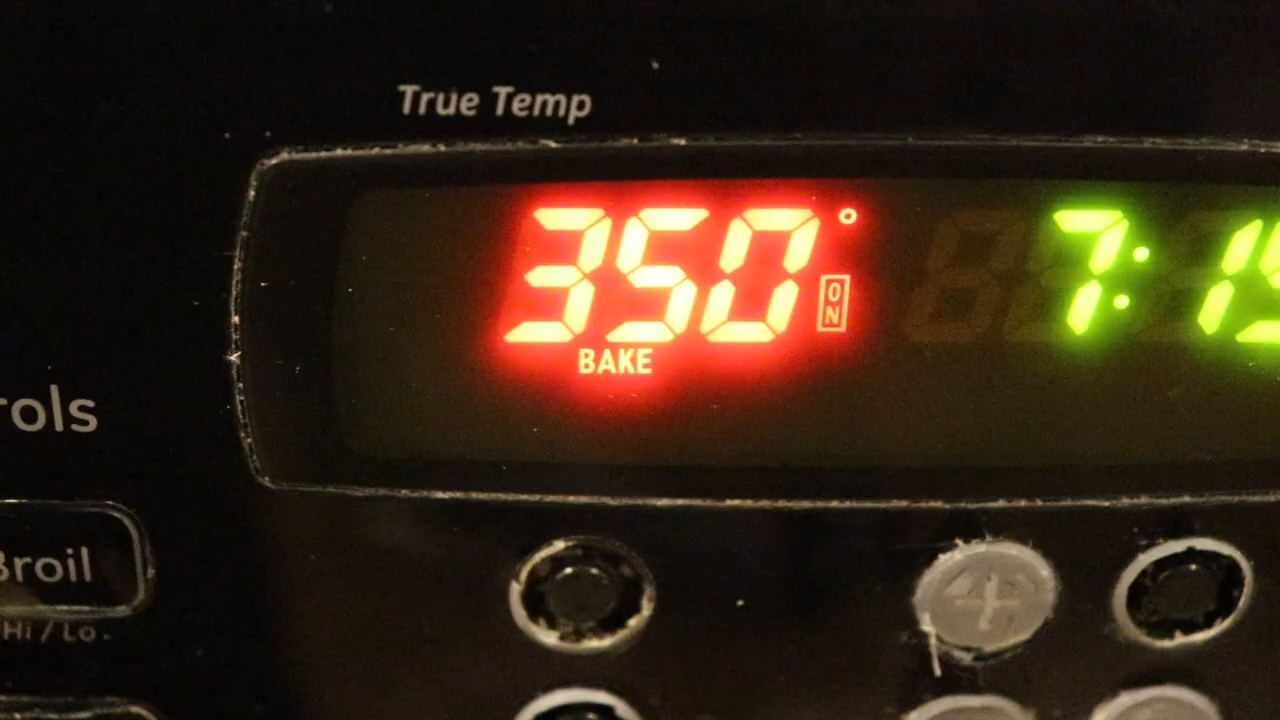 True Temp
350°
ON
BAKE
7:1
rols
Broil
Hi / Lo
+